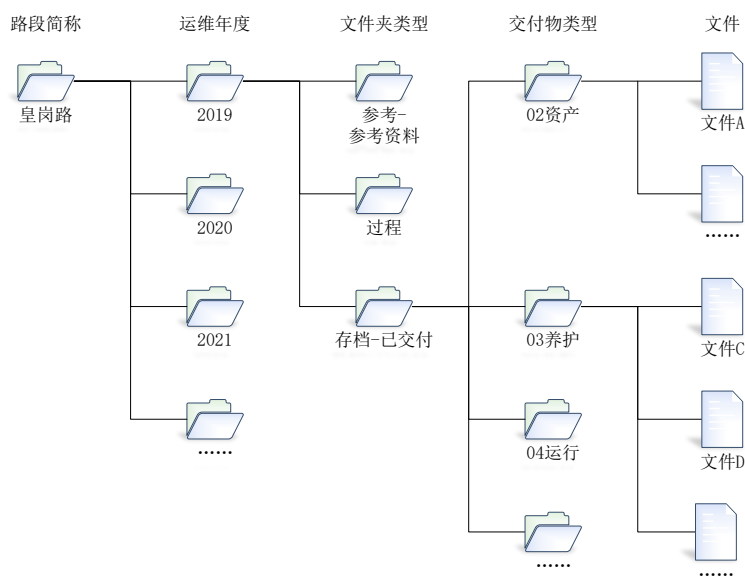 路段简称 运维年度 文件夹类型 交付物类型 文件
皇岗路 2019 参考- 02资产 文件A
参考资料
2020 过程 ……
2021 存档-已交付 03养护 文件C
…… 04运行 文件D
…… ……